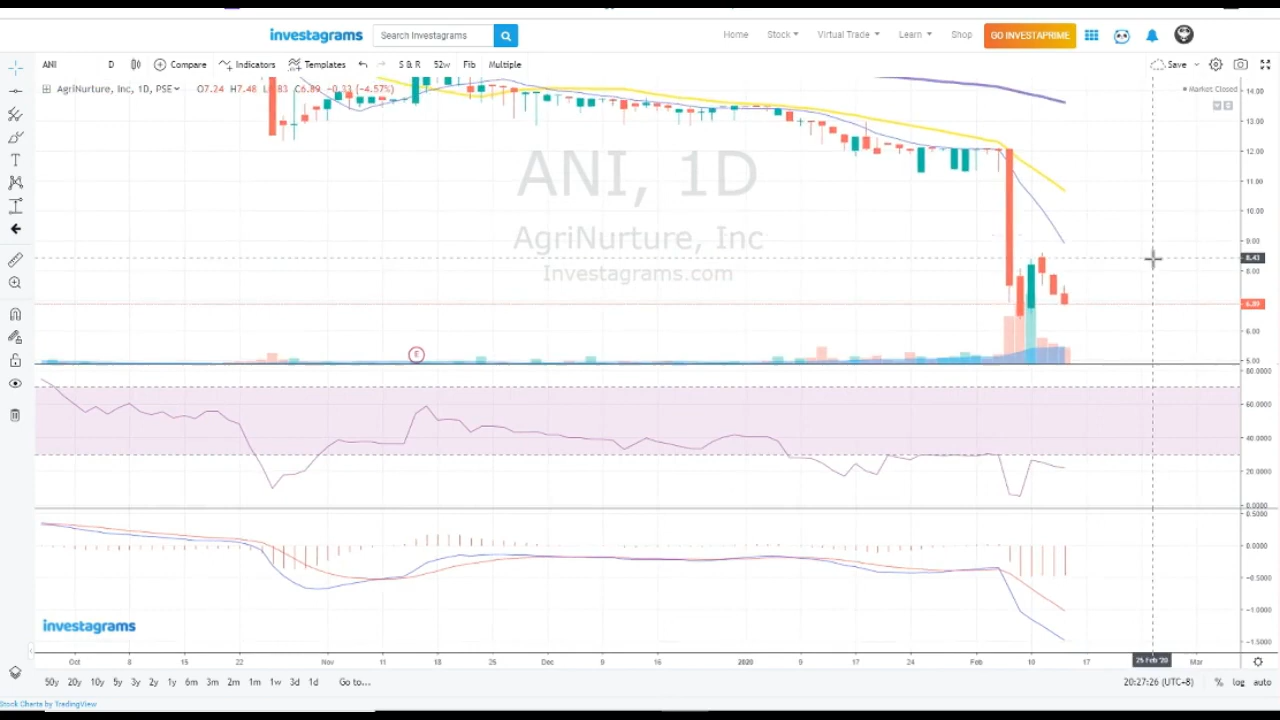 investagrams
Search Investagrams
Home
Stock
Virtual Trade
Learn
Shop
GO INVESTAPRIME
ANI
D
Compare
Indicators
Templates
S & R
52w
Fib
Multiple
Save
AgriNurture, Inc, 1D, PSE
O7.24 H7.48 C6.89 −0.33 (−4.57%)
Market Closed
ANI, 1D
AgriNurture, Inc
Investagrams.com
14.00
13.00
12.00
11.00
10.00
9.00
8.43
8.00
6.89
6.00
5.00
E
80.0000
60.0000
40.0000
20.0000
0.0000
0.5000
0.0000
−0.5000
−1.0000
−1.5000
investagrams
Oct
8
15
22
Nov
11
18
25
Dec
9
16
2020
9
17
24
Feb
10
17
25 Feb '20
Mar
50y 20y 10y 5y 3y 2y 1y 6m 3m 2m 1m 1w 3d 1d Go to...
20:27:26 (UTC+8)
% log auto
Stock Charts by TradingView